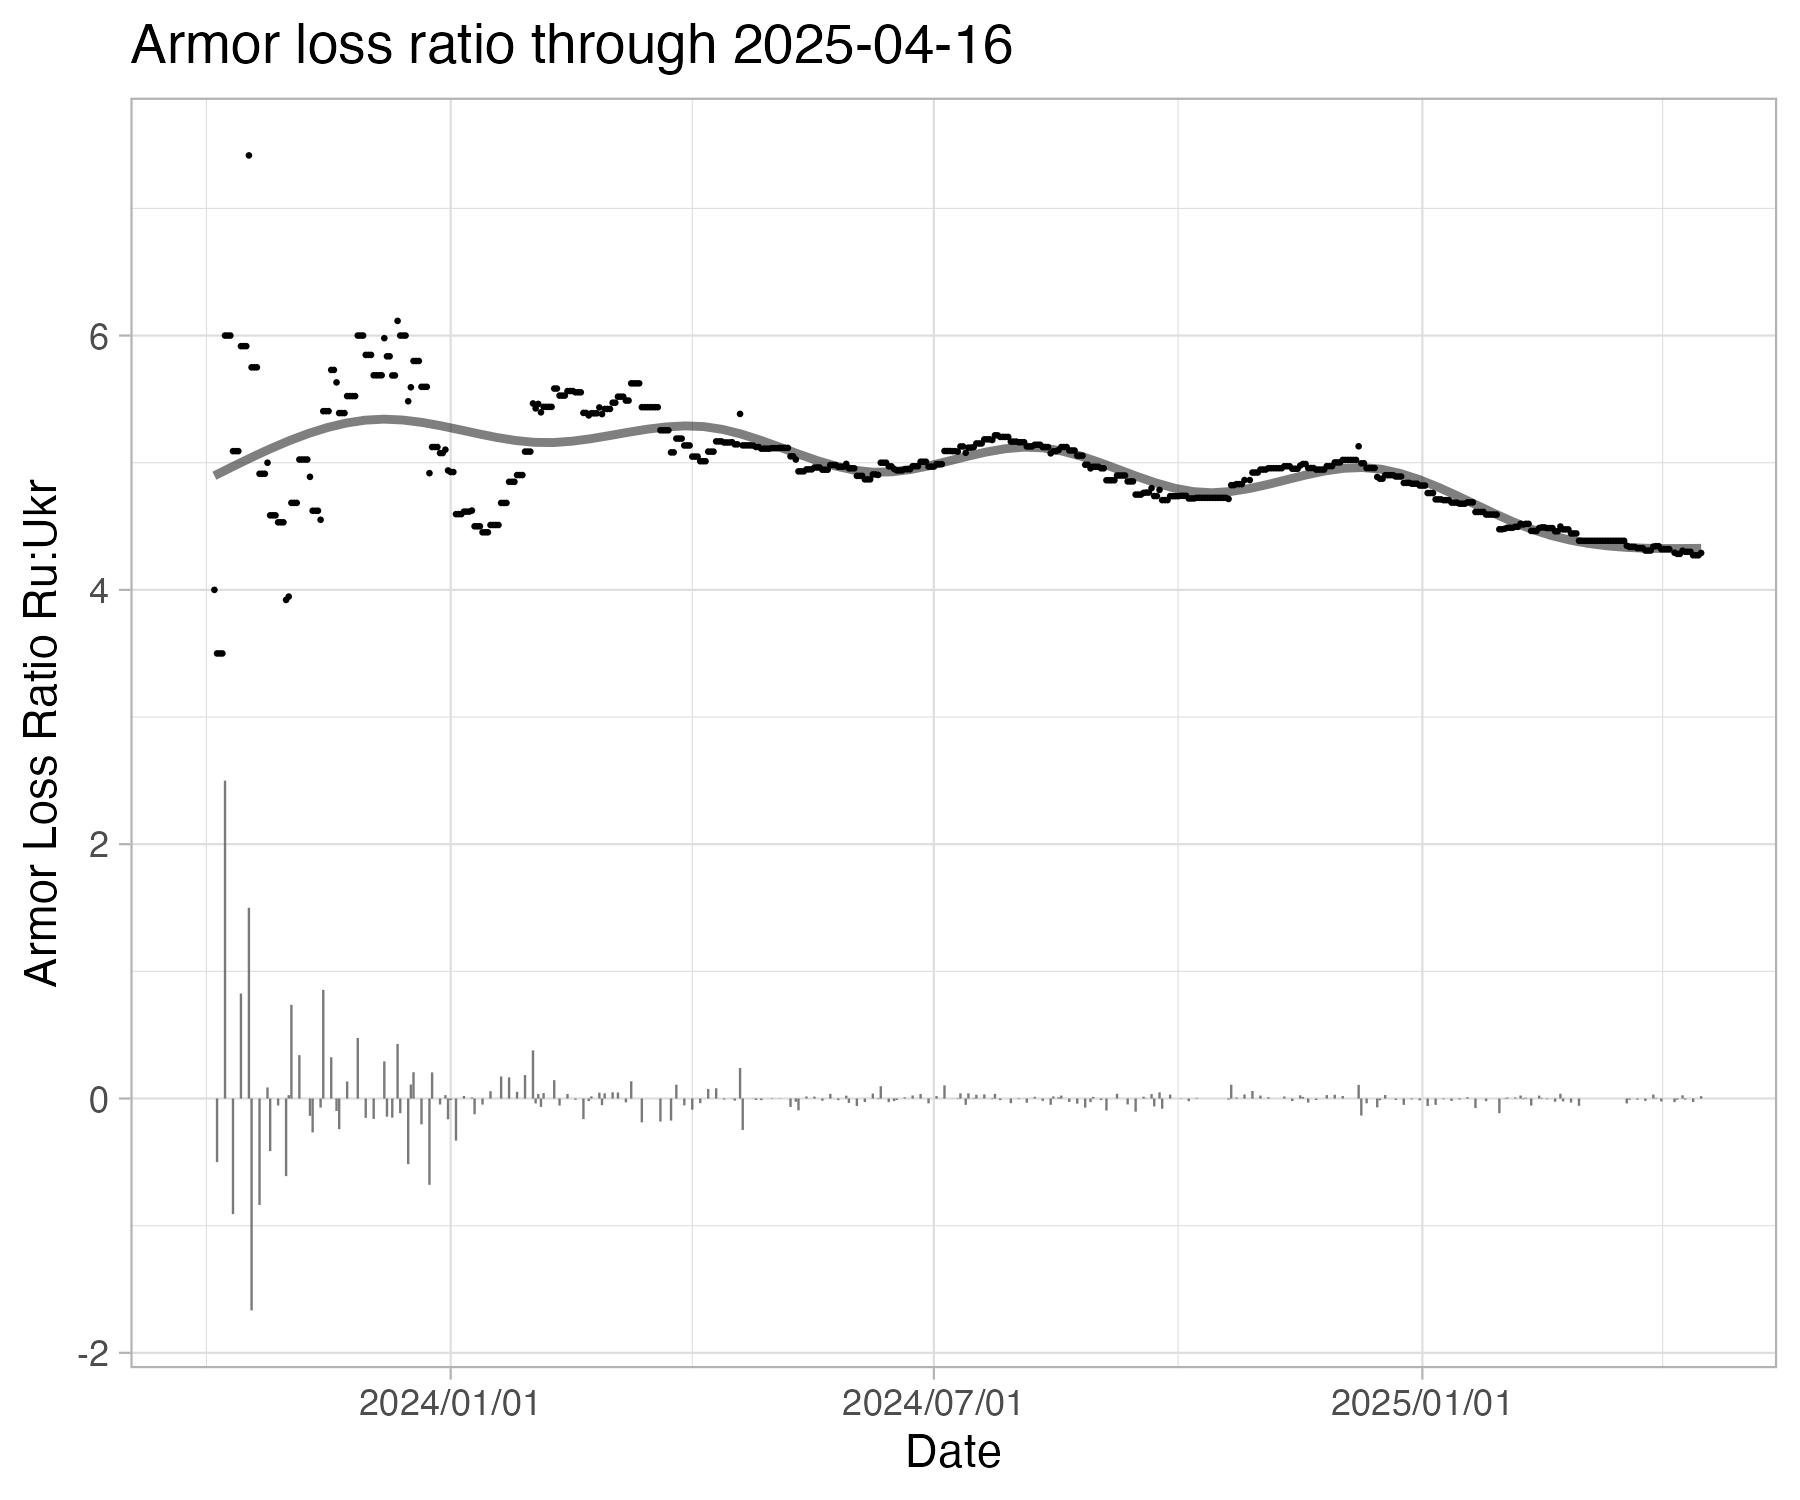 Armor loss ratio through 2025-04-16
Armor Loss Ratio Ru:Ukr
6
4
2
0
-2
2024/01/01
2024/07/01
2025/01/01
Date